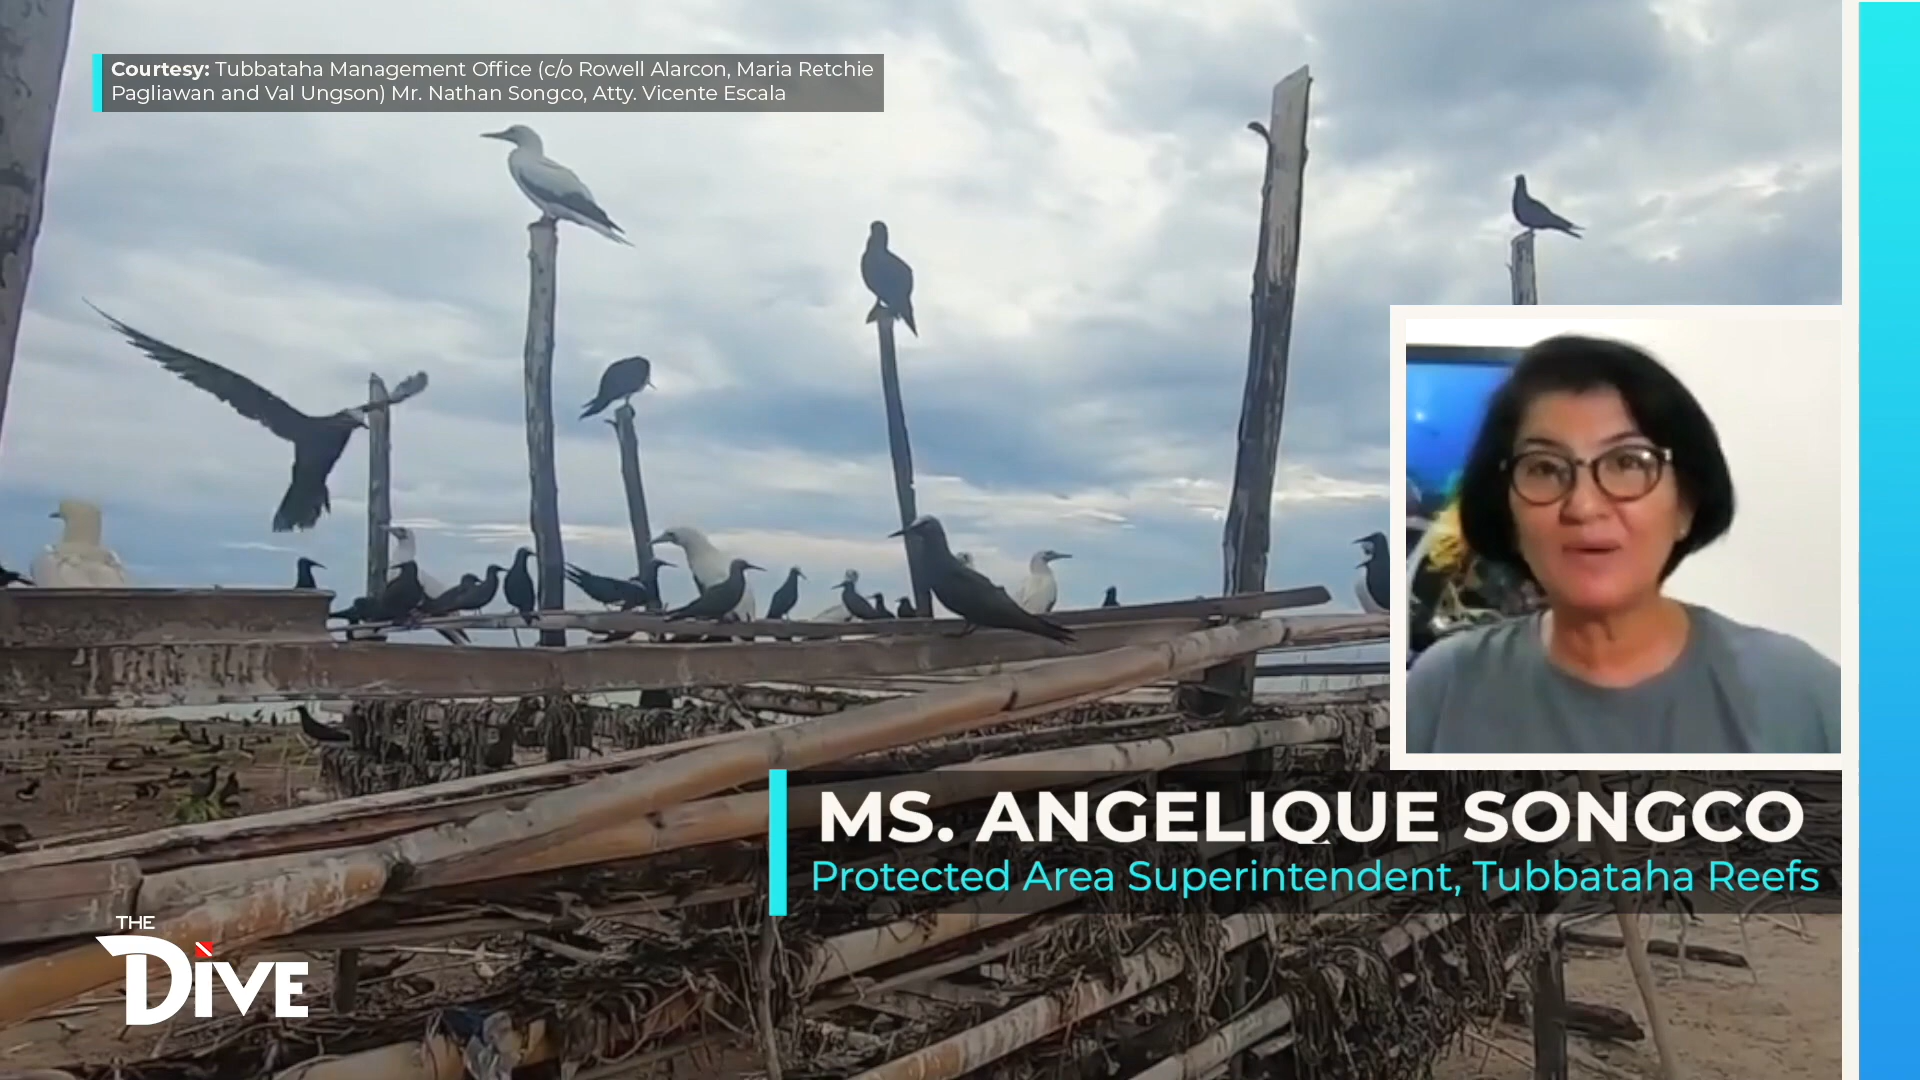 Courtesy: Tubbataha Management Office (c/o Rowell Alarcon, Maria Retchie
Pagliawan and Val Ungson) Mr. Nathan Songco, Atty. Vicente Escala
MS. ANGELIQUE SONGCO
Protected Area Superintendent, Tubbataha Reefs
THE
DiVE